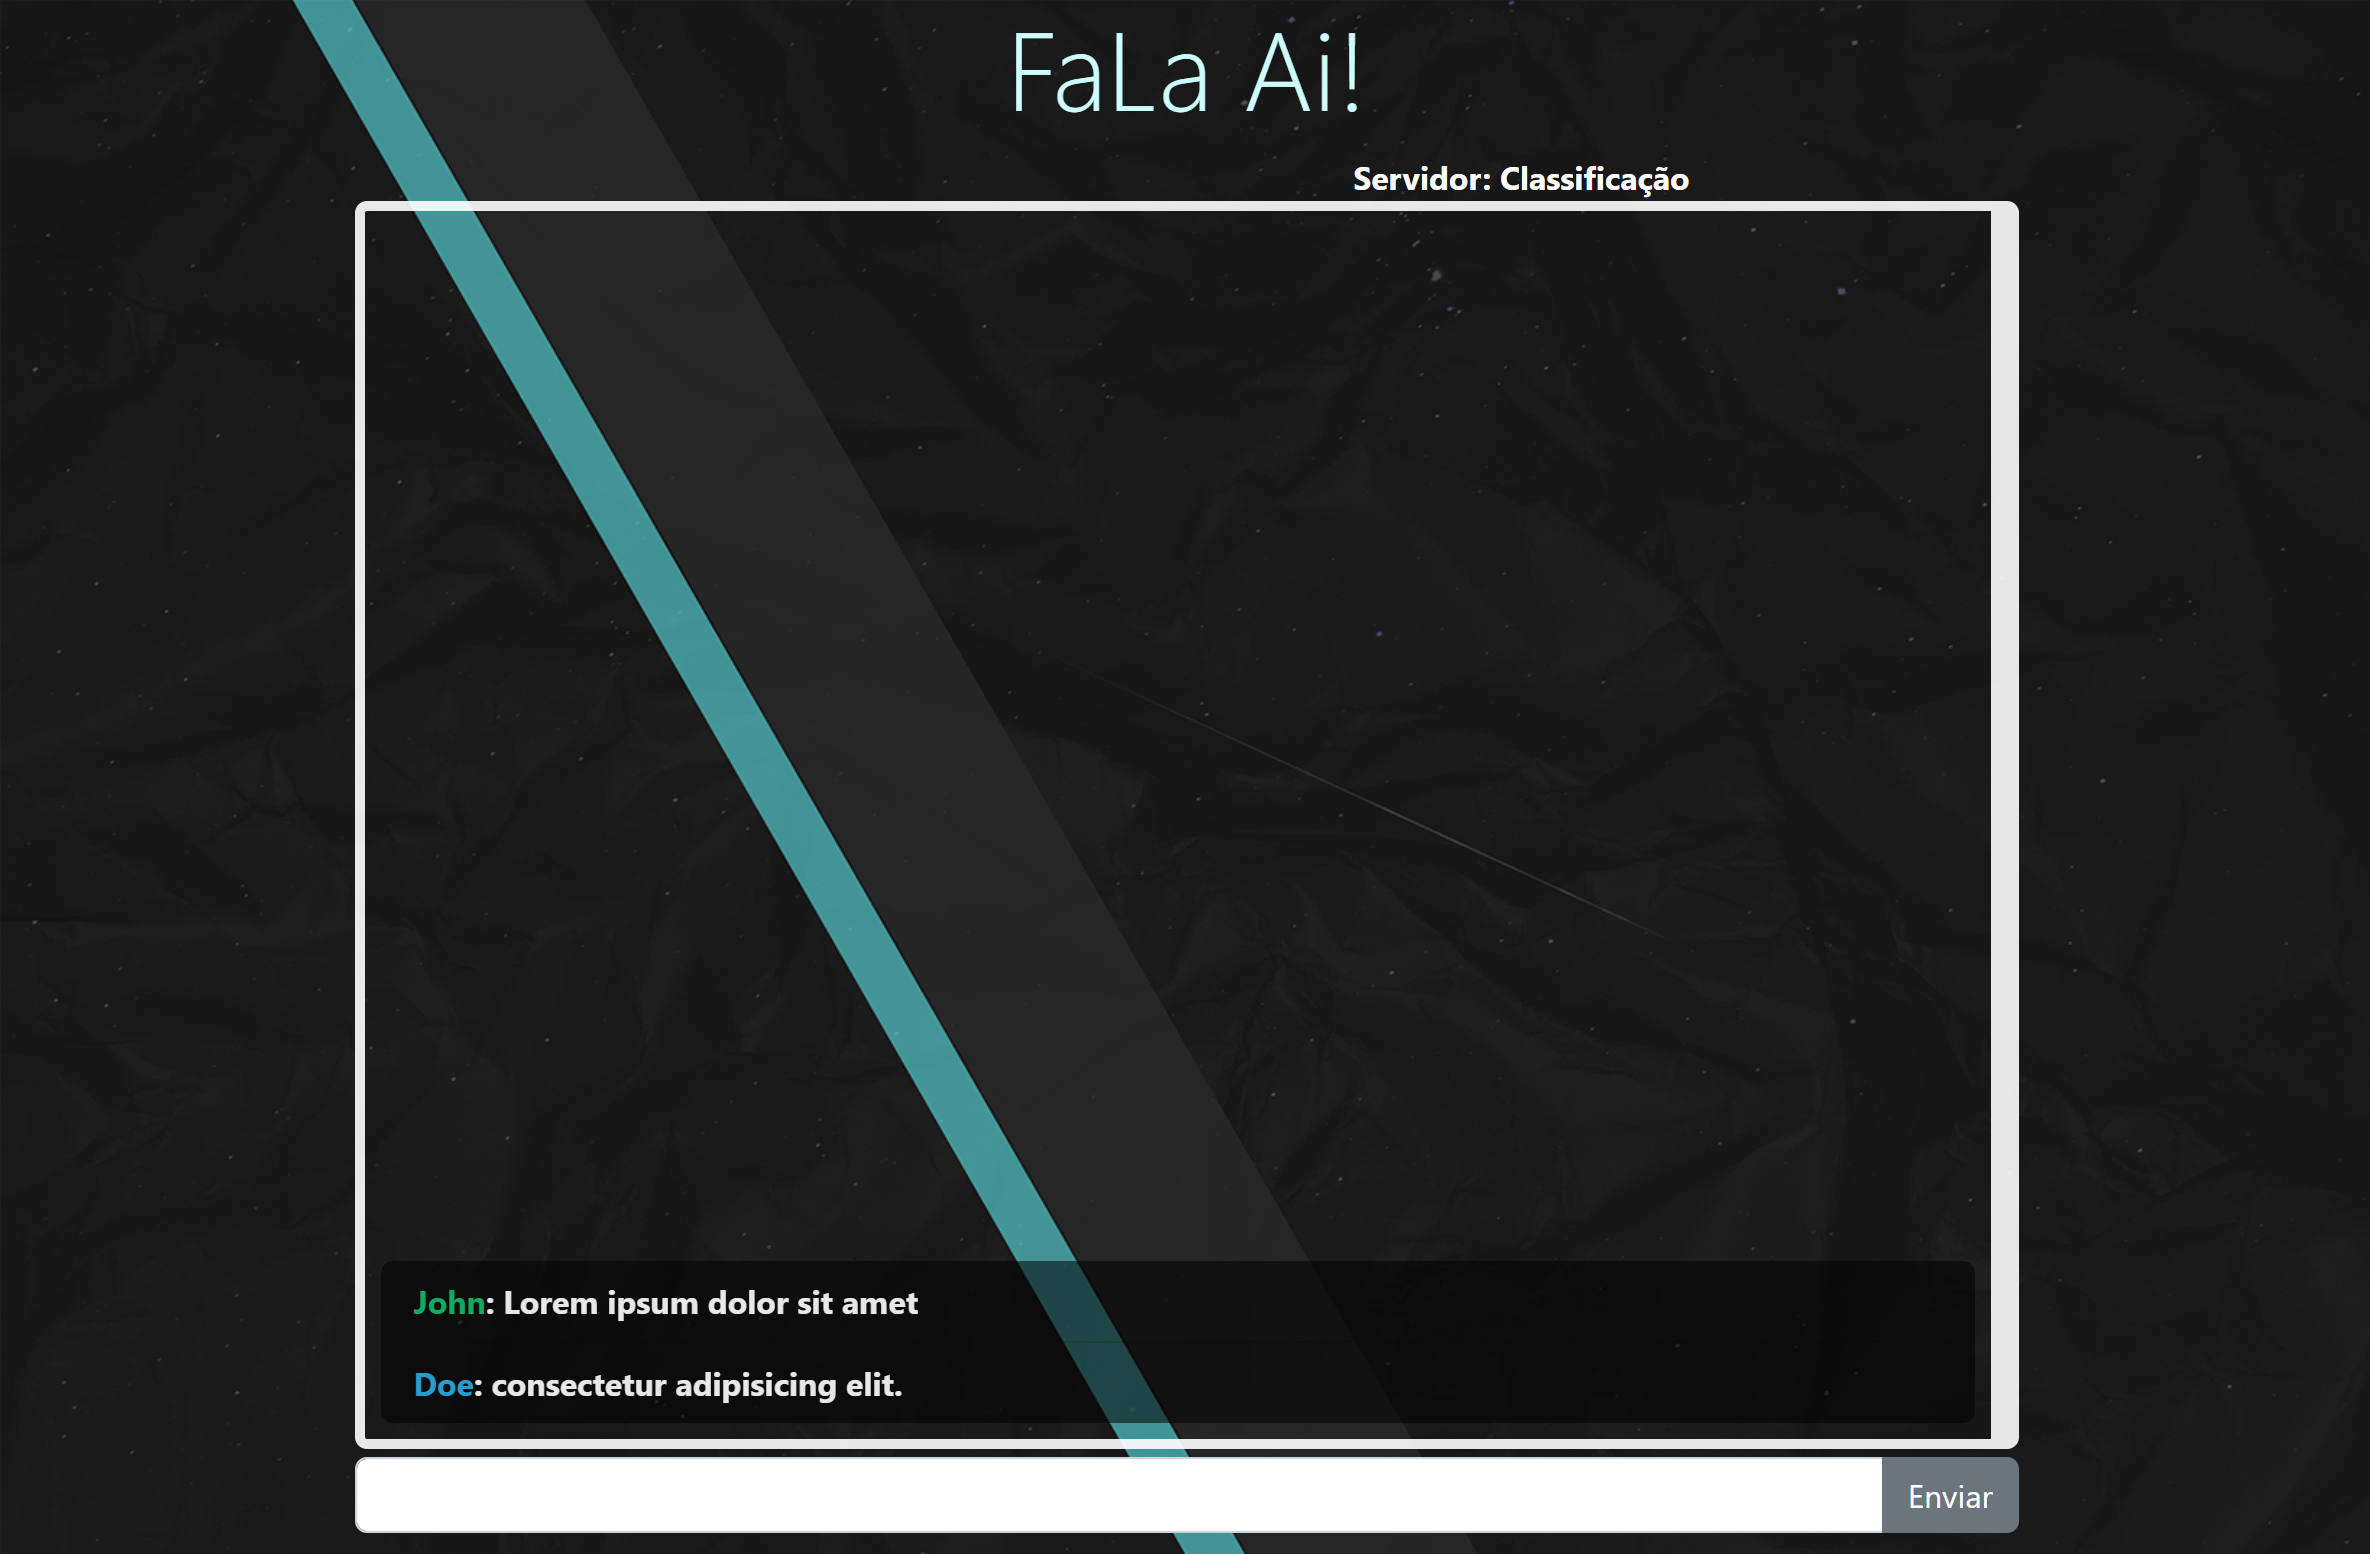 FaLa Ai!
Servidor: Classificação
John: Lorem ipsum dolor sit amet
Doe: consectetur adipisicing elit.
Enviar